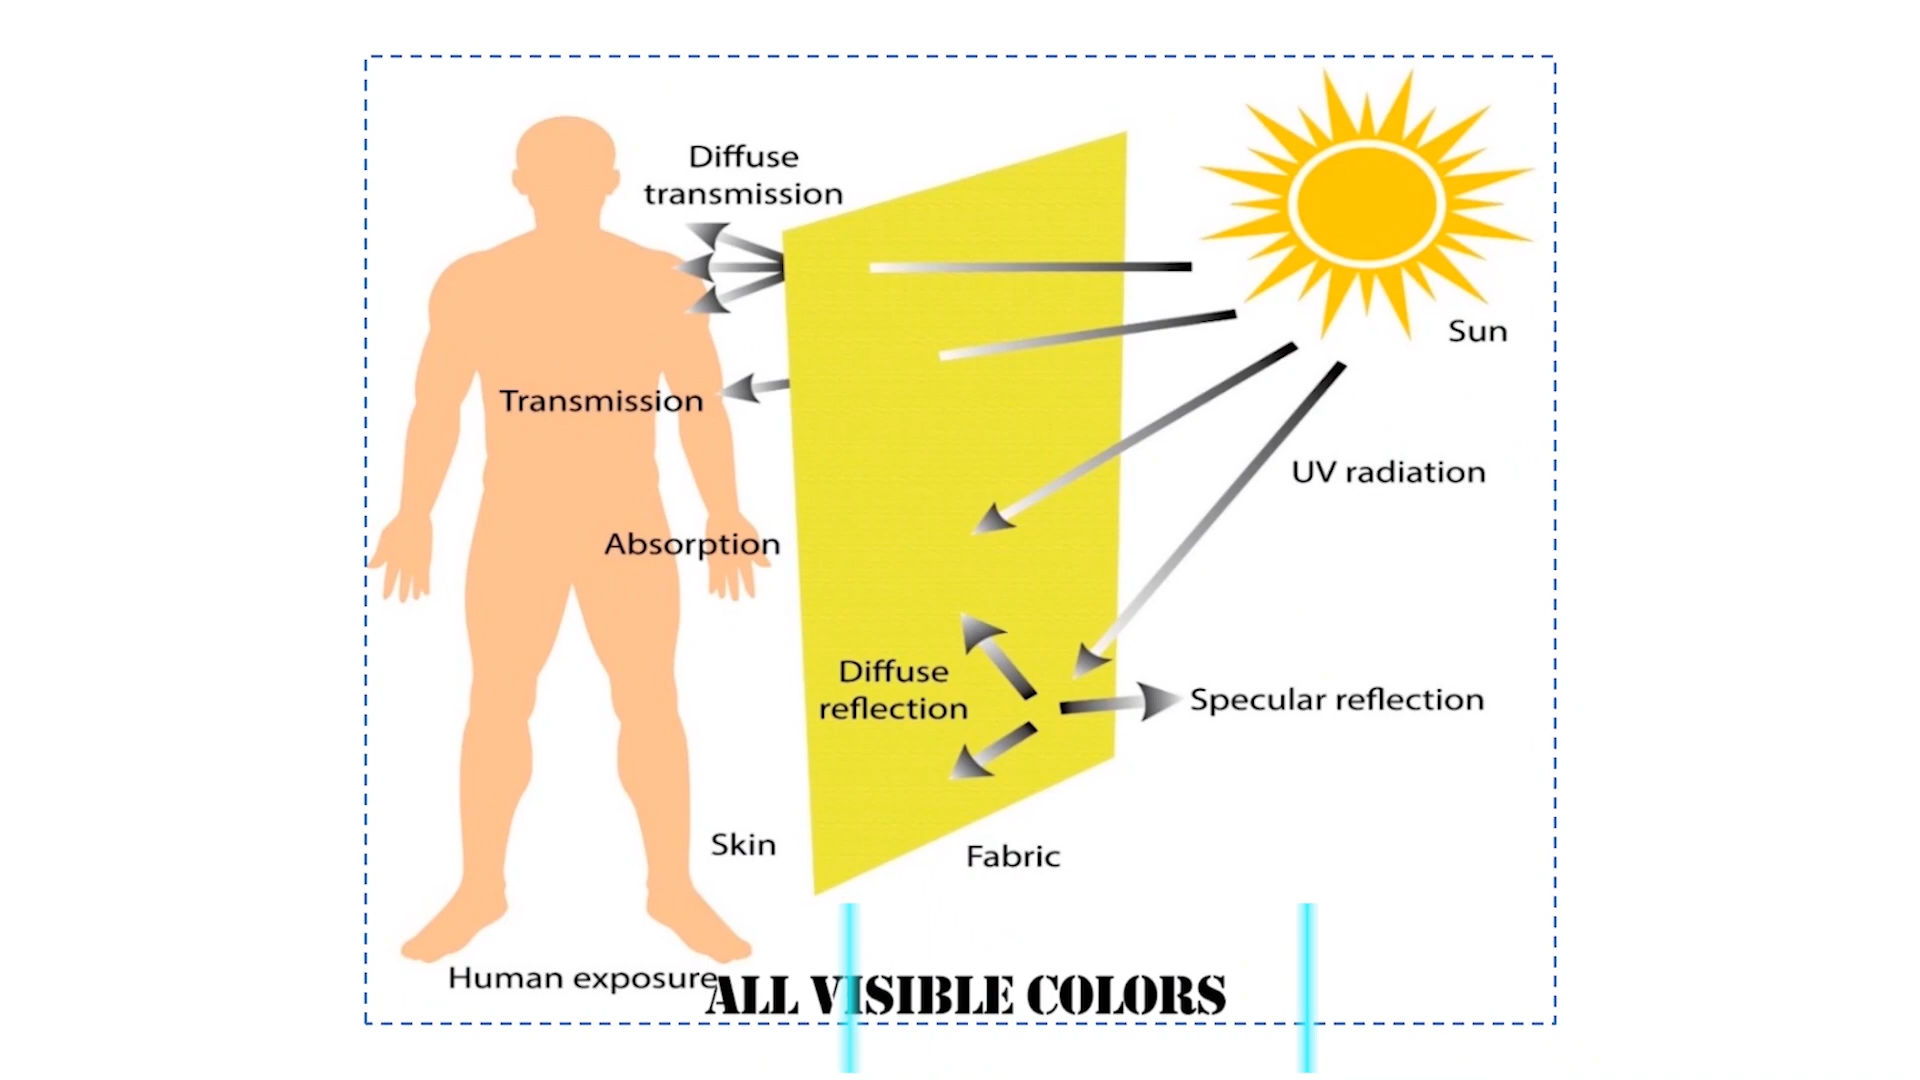 Diffuse
transmission
Sun
Transmission
UV radiation
Absorption
Diffuse
reflection
Specular reflection
Skin
Fabric
Human exposure
ALL VISIBLE COLORS